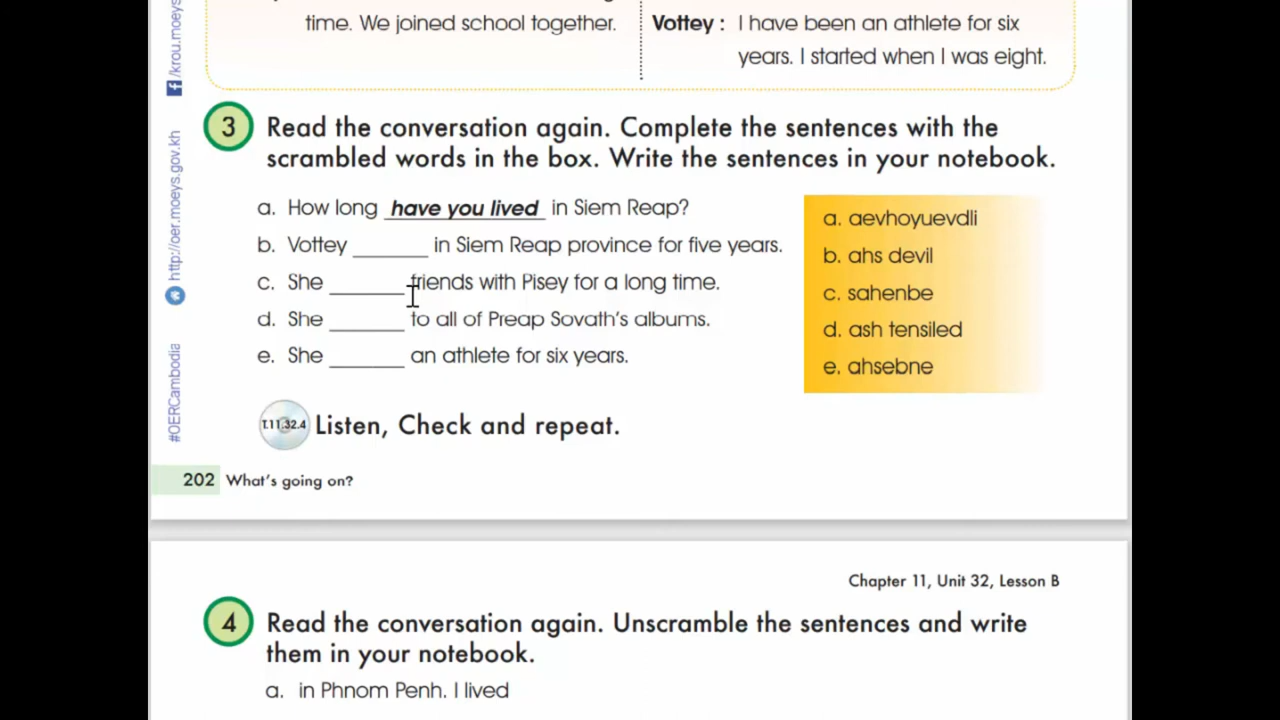 time. We joined school together.
Vottey : I have been an athlete for six
years. I started when I was eight.
/krou.moeys
http://oer.moeys.gov.kh
#OERCambodia
3 Read the conversation again. Complete the sentences with the
scrambled words in the box. Write the sentences in your notebook.
a. How long have you lived in Siem Reap?
b. Vottey ______ in Siem Reap province for five years.
c. She ______ friends with Pisey for a long time.
d. She ______ to all of Preap Sovath's albums.
e. She ______ an athlete for six years.
a. aevhoyuevdli
b. ahs devil
c. sahenbe
d. ash tensiled
e. ahsebne
T.11.32.4 Listen, Check and repeat.
202 What's going on?
Chapter 11, Unit 32, Lesson B
4 Read the conversation again. Unscramble the sentences and write
them in your notebook.
a. in Phnom Penh. I lived